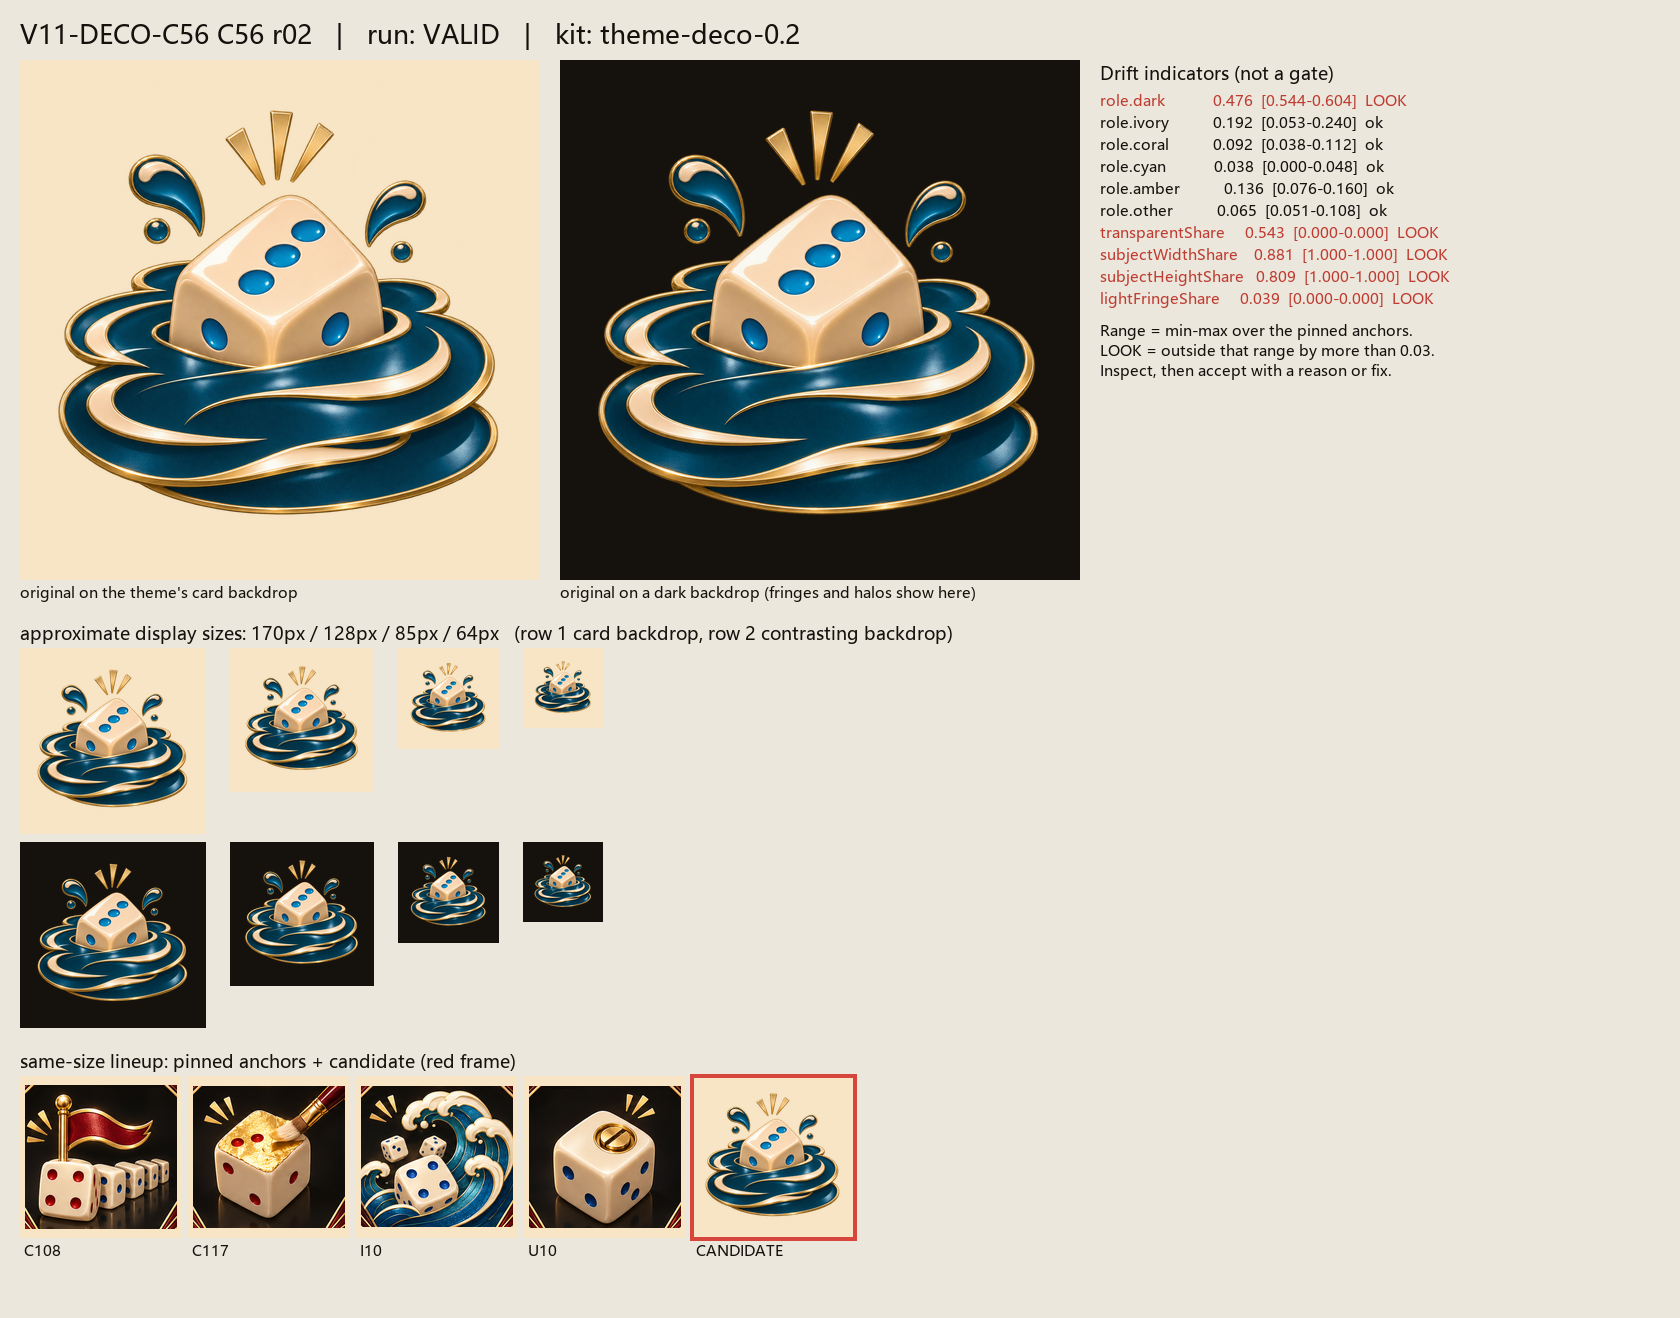 V11-DECO-C56 C56 r02 | run: VALID | kit: theme-deco-0.2
Drift indicators (not a gate)
role.dark 0.476 [0.544-0.604] LOOK
role.ivory 0.192 [0.053-0.240] ok
role.coral 0.092 [0.038-0.112] ok
role.cyan 0.038 [0.000-0.048] ok
role.amber 0.136 [0.076-0.160] ok
role.other 0.065 [0.051-0.108] ok
transparentShare 0.543 [0.000-0.000] LOOK
subjectWidthShare 0.881 [1.000-1.000] LOOK
subjectHeightShare 0.809 [1.000-1.000] LOOK
lightFringeShare 0.039 [0.000-0.000] LOOK
Range = min-max over the pinned anchors.
LOOK = outside that range by more than 0.03.
Inspect, then accept with a reason or fix.
original on the theme's card backdrop
original on a dark backdrop (fringes and halos show here)
approximate display sizes: 170px / 128px / 85px / 64px (row 1 card backdrop, row 2 contrasting backdrop)
same-size lineup: pinned anchors + candidate (red frame)
C108
C117
I10
U10
CANDIDATE